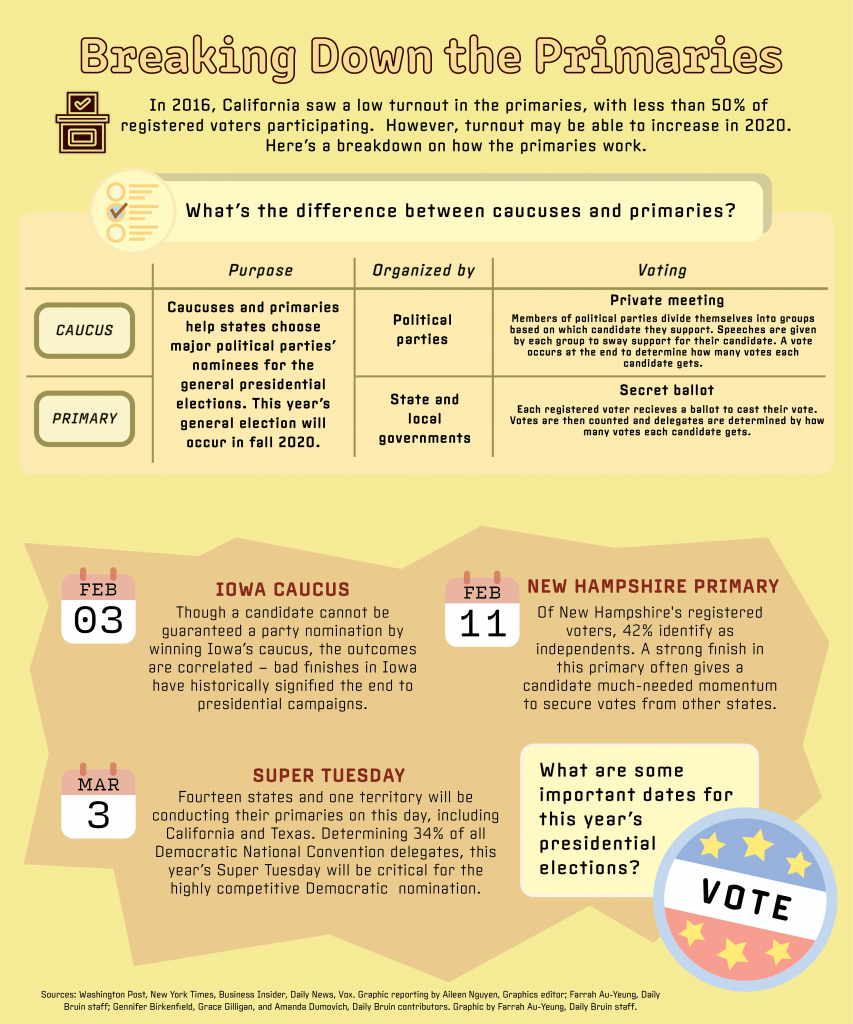 Breaking Down the Primaries
In 2016, California saw a low turnout in the primaries, with less than 50% of
registered voters participating. However, turnout may be able to increase in 2020.
Here's a breakdown on how the primaries work.
What's the difference between caucuses and primaries?
Purpose
Organized by
Voting
CAUCUS
Caucuses and primaries
help states choose
major political parties'
nominees for the
general presidential
elections. This year's
general election will
occur in fall 2020.
Political
parties
Private meeting
Members of political parties divide themselves into groups
based on which candidate they support. Speeches are given
by each group to sway support for their candidate. A vote
occurs at the end to determine how many votes each
candidate gets.
PRIMARY
State and
local
governments
Secret ballot
Each registered voter recieves a ballot to cast their vote.
Votes are then counted and delegates are determined by how
many votes each candidate gets.
FEB
03
IOWA CAUCUS
Though a candidate cannot be
guaranteed a party nomination by
winning Iowa's caucus, the outcomes
are correlated – bad finishes in Iowa
have historically signified the end to
presidential campaigns.
FEB
11
NEW HAMPSHIRE PRIMARY
Of New Hampshire's registered
voters, 42% identify as
independents. A strong finish in
this primary often gives a
candidate much-needed momentum
to secure votes from other states.
MAR
3
SUPER TUESDAY
Fourteen states and one territory will be
conducting their primaries on this day, including
California and Texas. Determining 34% of all
Democratic National Convention delegates, this
year's Super Tuesday will be critical for the
highly competitive Democratic nomination.
What are some
important dates for
this year's
presidential
elections?
VOTE
Sources: Washington Post, New York Times, Business Insider, Daily News, Vox. Graphic reporting by Aileen Nguyen, Graphics editor; Farrah Au-Yeung, Daily
Bruin staff; Gennifer Birkenfield, Grace Gilligan, and Amanda Dumovich, Daily Bruin contributors. Graphic by Farrah Au-Yeung, Daily Bruin staff.